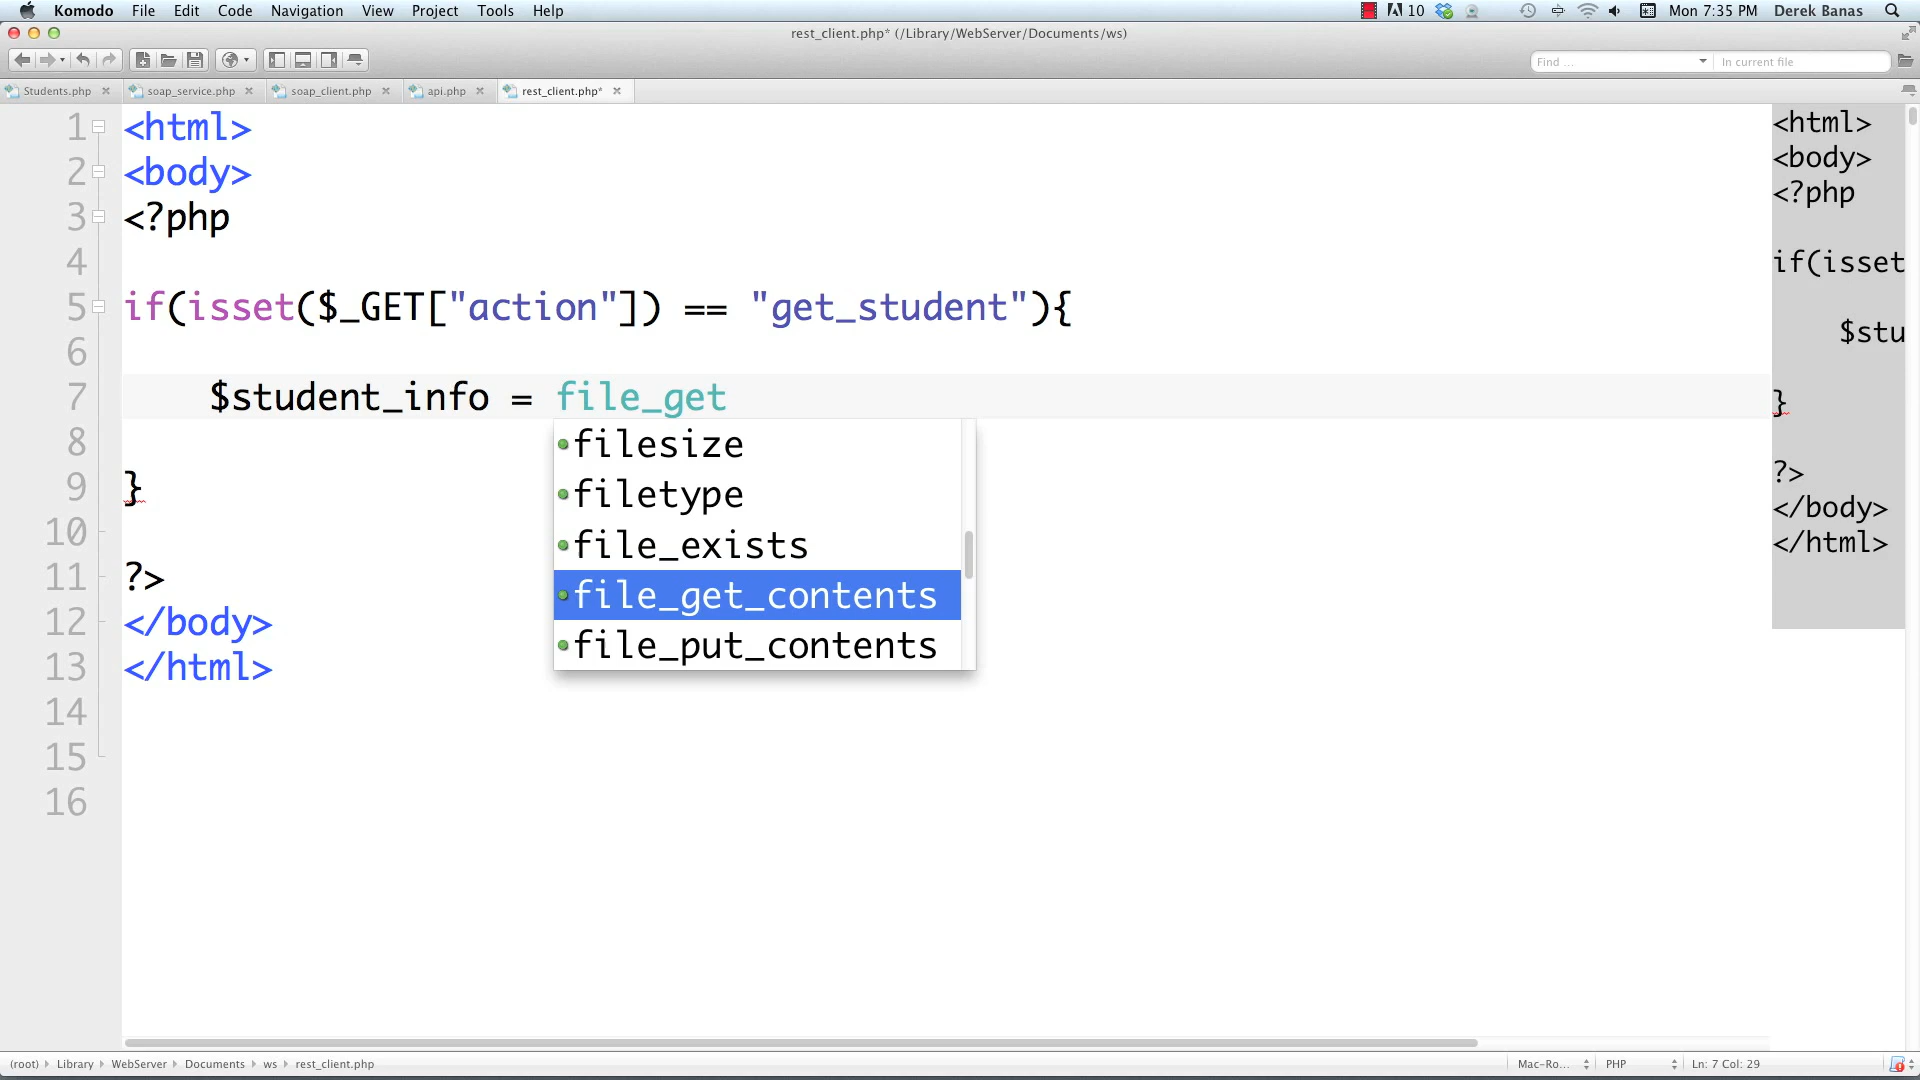 Komodo File Edit Code Navigation View Project Tools Help 10 Mon 7:35 PM Derek Banas
rest_client.php* (/Library/WebServer/Documents/ws)
Find ... In current file
Students.php soap_service.php soap_client.php api.php rest_client.php*
1 <html>
2 <body>
3 <?php
4
5 if(isset($_GET["action"]) == "get_student"){
6
7 $student_info = file_get
8
9 }
10
11 ?>
12 </body>
13 </html>
14
15
16
filesize
filetype
file_exists
file_get_contents
file_put_contents
<html>
<body>
<?php
if(isset
$stu
}
?>
</body>
</html>
(root) Library WebServer Documents ws rest_client.php Mac-Ro... PHP Ln: 7 Col: 29